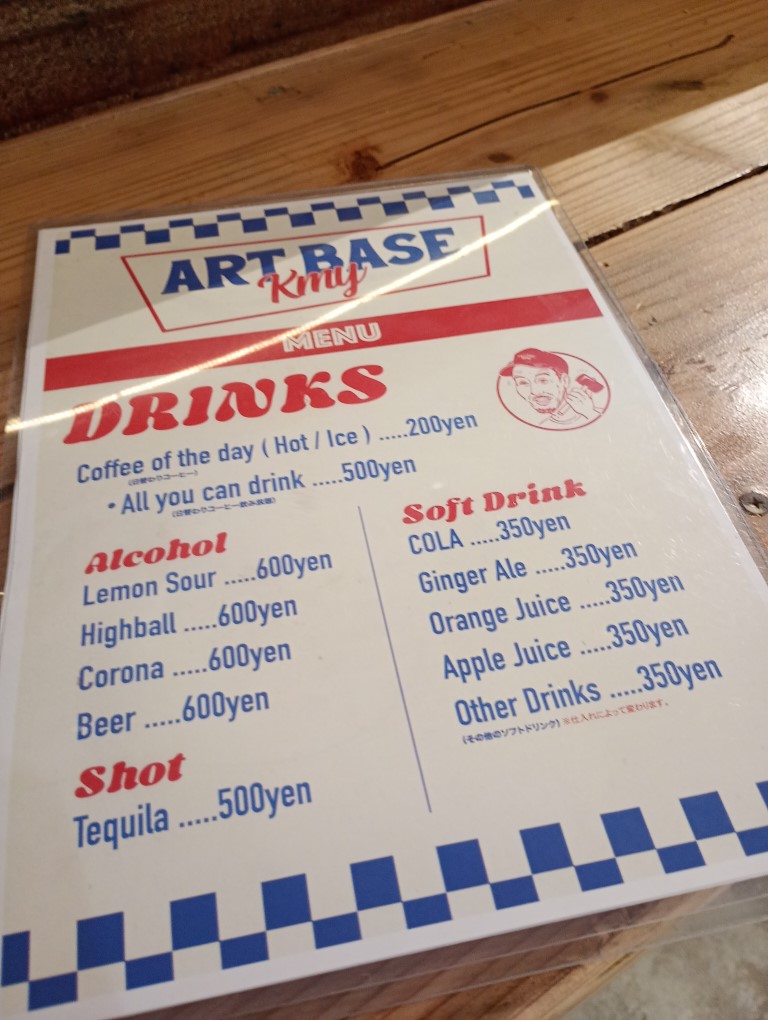 ART BASE
Kmy
MENU
DRINKS
Coffee of the day ( Hot / Ice ) .....200yen
(日替わりコーヒー)
・All you can drink .....500yen
(日替わりコーヒー飲み放題)
Alcohol
Lemon Sour .....600yen
Highball .....600yen
Corona .....600yen
Beer .....600yen
Shot
Tequila .....500yen
Soft Drink
COLA .....350yen
Ginger Ale .....350yen
Orange Juice .....350yen
Apple Juice .....350yen
Other Drinks .....350yen
(その他のソフトドリンク) ※仕入れによって変わります。